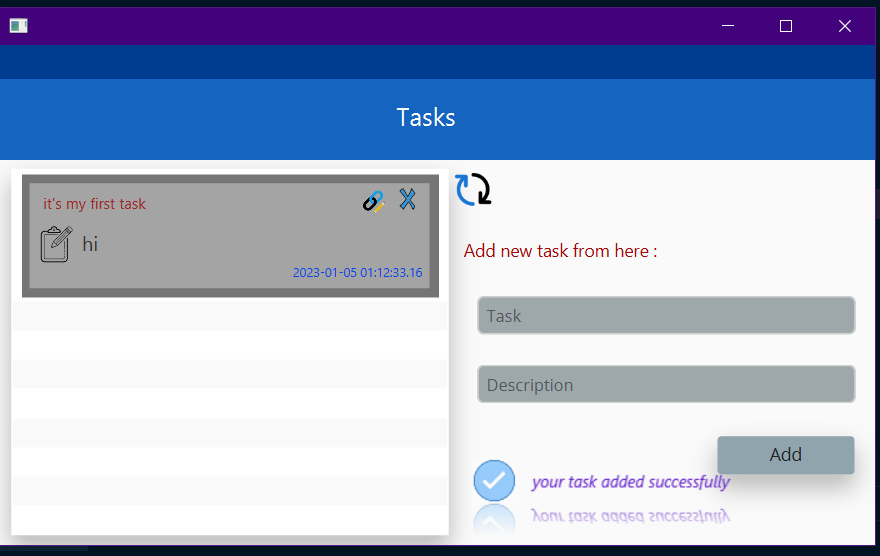 Tasks
it's my first task
hi
2023-01-05 01:12:33.16
Add new task from here :
Task
Description
Add
your task added successfully